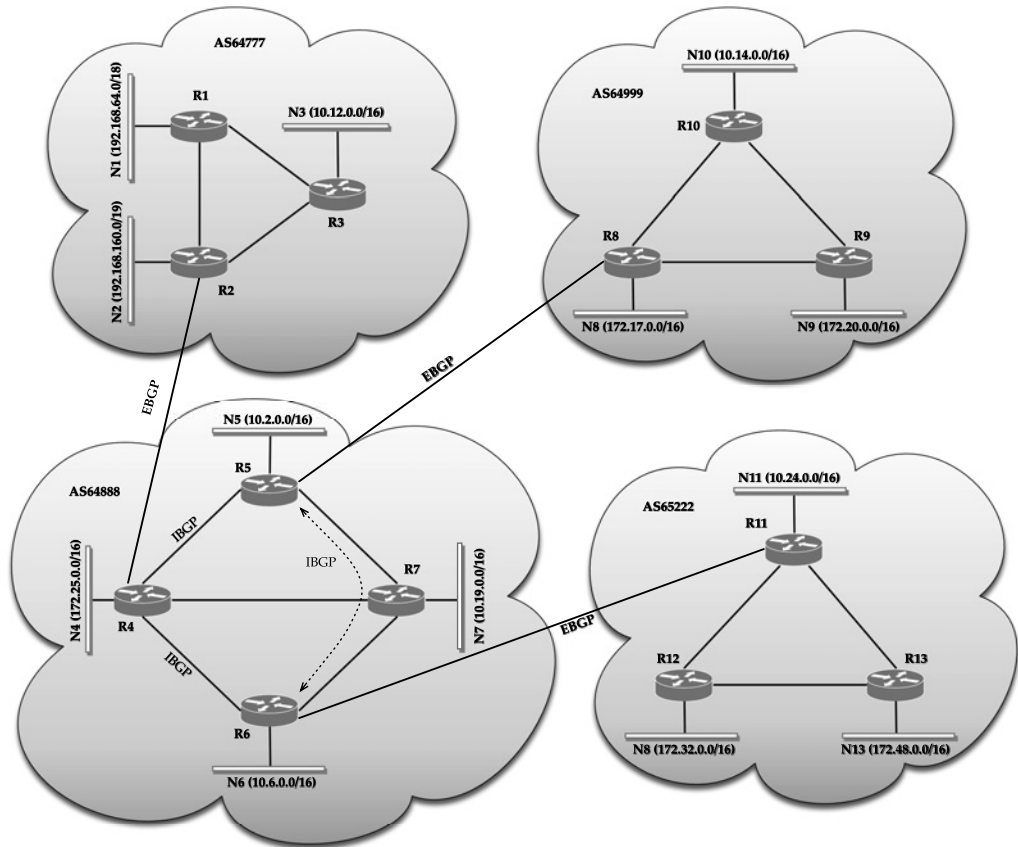 AS64777
R1
N3 (10.12.0.0/16)
N1 (192.168.64.0/18)
R3
N2 (192.168.160.0/19)
R2
N10 (10.14.0.0/16)
AS64999
R10
R8
R9
N8 (172.17.0.0/16)
N9 (172.20.0.0/16)
EBGP
EBGP
N5 (10.2.0.0/16)
R5
AS64888
IBGP
IBGP
R7
N4 (172.25.0.0/16)
R4
N7 (10.19.0.0/16)
IBGP
R6
N6 (10.6.0.0/16)
EBGP
N11 (10.24.0.0/16)
AS65222
R11
R12
R13
N8 (172.32.0.0/16)
N13 (172.48.0.0/16)